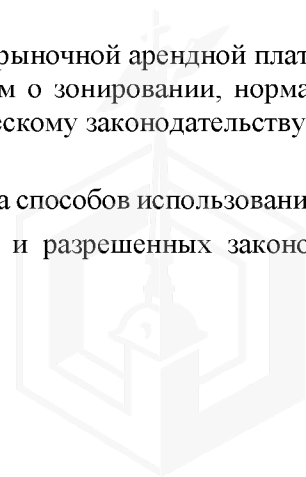 рыночной арендной плат
м о зонировании, норма
ескому законодательству
а способов использовани
и разрешенных законо